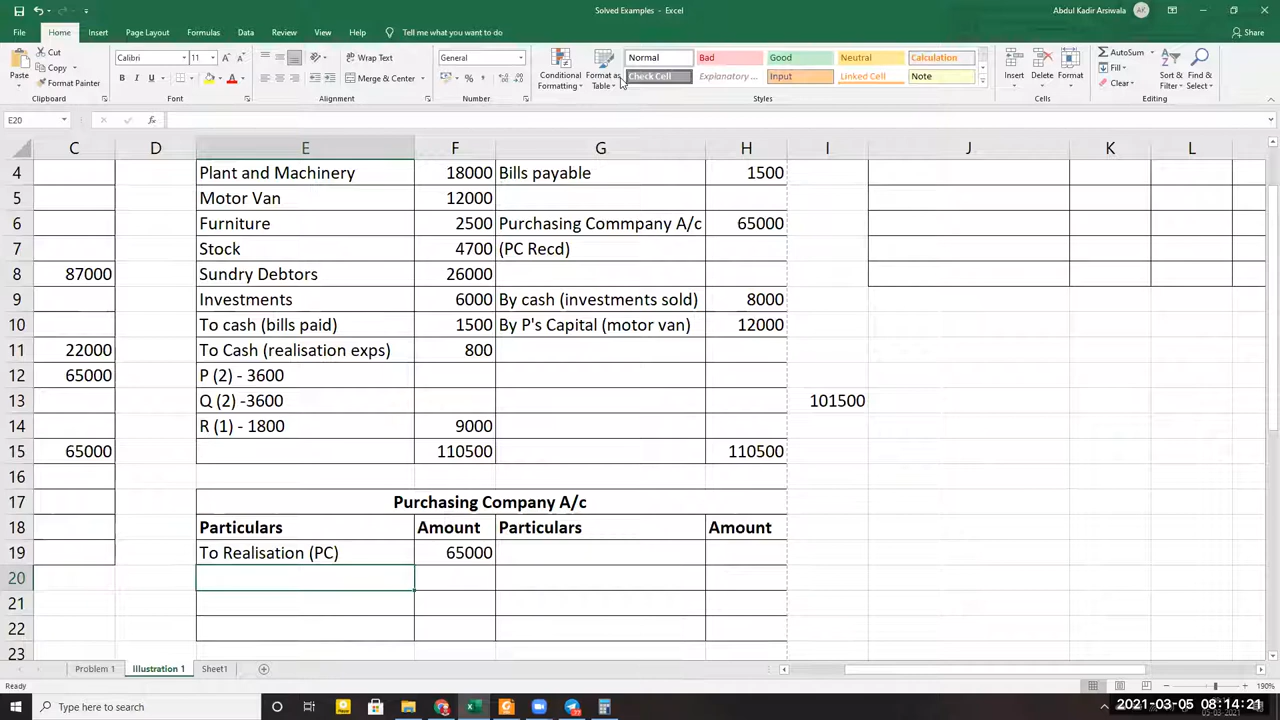 Solved Examples - Excel
Abdul Kadir Arsiwala
AK
File Home Insert Page Layout Formulas Data Review View Help Tell me what you want to do
Paste
Cut
Copy
Format Painter
Clipboard
Calibri 11
B I U
Font
Wrap Text
Merge & Center
Alignment
General
Number
Conditional Formatting
Format as Table
Normal Bad Good Neutral Calculation
Check Cell Explanatory ... Input Linked Cell Note
Styles
Insert Delete Format
Cells
AutoSum
Fill
Clear
Sort & Filter
Find & Select
Editing
E20
fx
C D E F G H I J K L
4 Plant and Machinery 18000 Bills payable 1500
5 Motor Van 12000
6 Furniture 2500 Purchasing Commpany A/c 65000
7 Stock 4700 (PC Recd)
8 87000 Sundry Debtors 26000
9 Investments 6000 By cash (investments sold) 8000
10 To cash (bills paid) 1500 By P's Capital (motor van) 12000
11 22000 To Cash (realisation exps) 800
12 65000 P (2) - 3600
13 Q (2) -3600 101500
14 R (1) - 1800 9000
15 65000 110500 110500
16
17 Purchasing Company A/c
18 Particulars Amount Particulars Amount
19 To Realisation (PC) 65000
20
21
22
23
Problem 1 Illustration 1 Sheet1
Ready
190%
Type here to search
2021-03-05 08:14:21